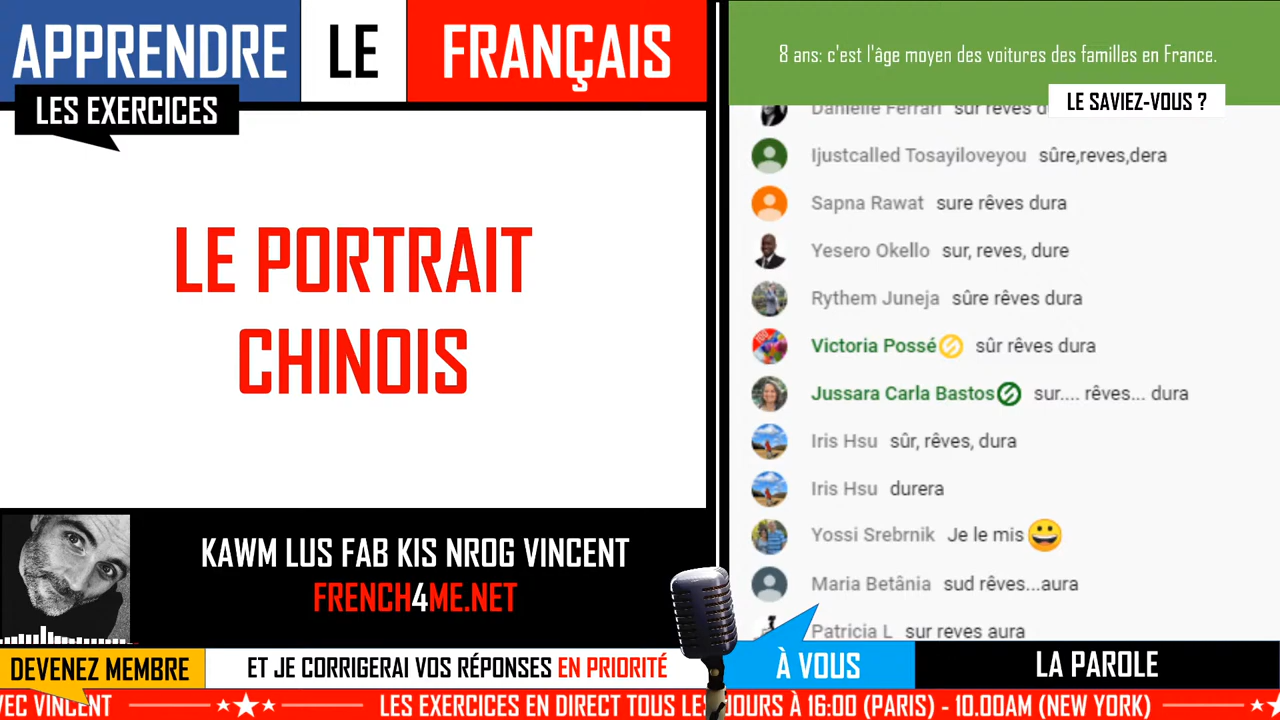 APPRENDRE LE FRANÇAIS
LES EXERCICES
LE PORTRAIT
CHINOIS
KAWM LUS FAB KIS NROG VINCENT
FRENCH4ME.NET
DEVENEZ MEMBRE
ET JE CORRIGERAI VOS RÉPONSES EN PRIORITÉ
8 ans: c'est l'âge moyen des voitures des familles en France.
LE SAVIEZ-VOUS ?
Danielle Ferrari sur rêves
Ijustcalled Tosayiloveyou sûre,reves,dera
Sapna Rawat sure rêves dura
Yesero Okello sur, reves, dure
Rythem Juneja sûre rêves dura
Victoria Possé sûr rêves dura
Jussara Carla Bastos sur.... rêves... dura
Iris Hsu sûr, rêves, dura
Iris Hsu durera
Yossi Srebrnik Je le mis 😀
Maria Betânia sud rêves...aura
Patricia L sur reves aura
À VOUS LA PAROLE
VEC VINCENT LES EXERCICES EN DIRECT TOUS LES JOURS À 16:00 (PARIS) - 10.00AM (NEW YORK)